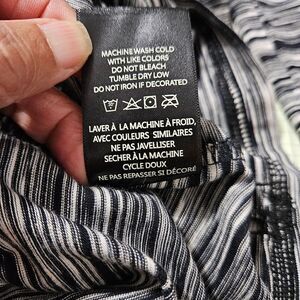 MACHINE WASH COLD
WITH LIKE COLORS
DO NOT BLEACH
TUMBLE DRY LOW
DO NOT IRON IF DECORATED
LAVER À LA MACHINE À FROID,
AVEC COULEURS SIMILAIRES
NE PAS JAVELLISER
SECHER À LA MACHINE
CYCLE DOUX
NE PAS REPASSER SI DÉCORÉ